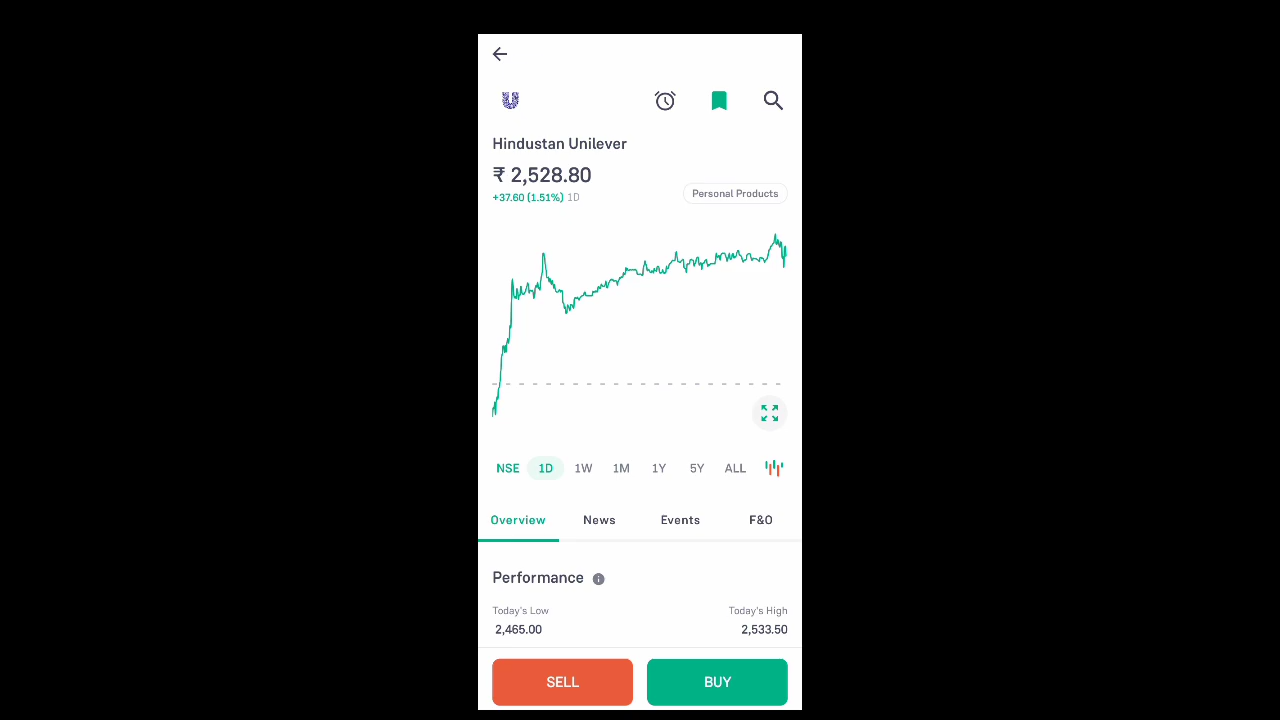 Hindustan Unilever
₹ 2,528.80
+37.60 (1.51%) 1D
Personal Products
NSE 1D 1W 1M 1Y 5Y ALL
Overview News Events F&O
Performance
Today's Low Today's High
2,465.00 2,533.50
SELL BUY